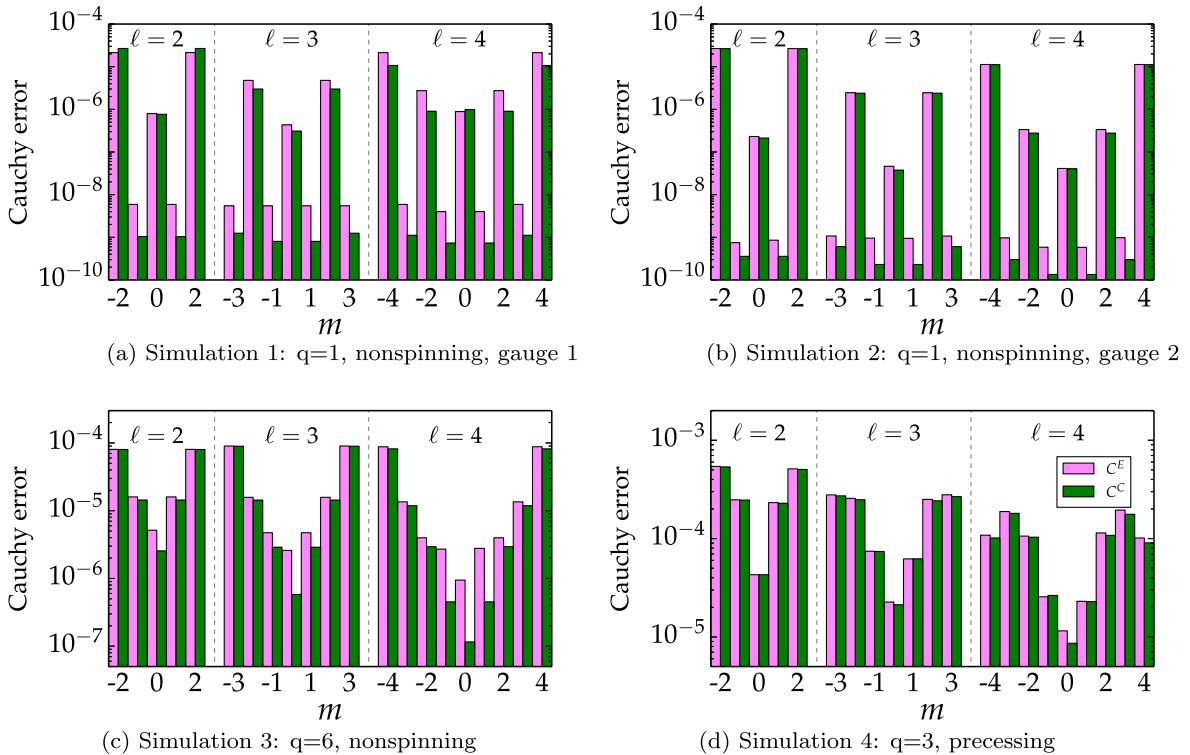 10−4
10−6
10−8
10−10
Cauchy error
ℓ = 2
ℓ = 3
ℓ = 4
-2 0 2 -3 -1 1 3 -4 -2 0 2 4
m
(a) Simulation 1: q=1, nonspinning, gauge 1
10−4
10−6
10−8
10−10
Cauchy error
ℓ = 2
ℓ = 3
ℓ = 4
-2 0 2 -3 -1 1 3 -4 -2 0 2 4
m
(b) Simulation 2: q=1, nonspinning, gauge 2
10−4
10−5
10−6
10−7
Cauchy error
ℓ = 2
ℓ = 3
ℓ = 4
-2 0 2 -3 -1 1 3 -4 -2 0 2 4
m
(c) Simulation 3: q=6, nonspinning
10−3
10−4
10−5
Cauchy error
ℓ = 2
ℓ = 3
ℓ = 4
C^E
C^C
-2 0 2 -3 -1 1 3 -4 -2 0 2 4
m
(d) Simulation 4: q=3, precessing